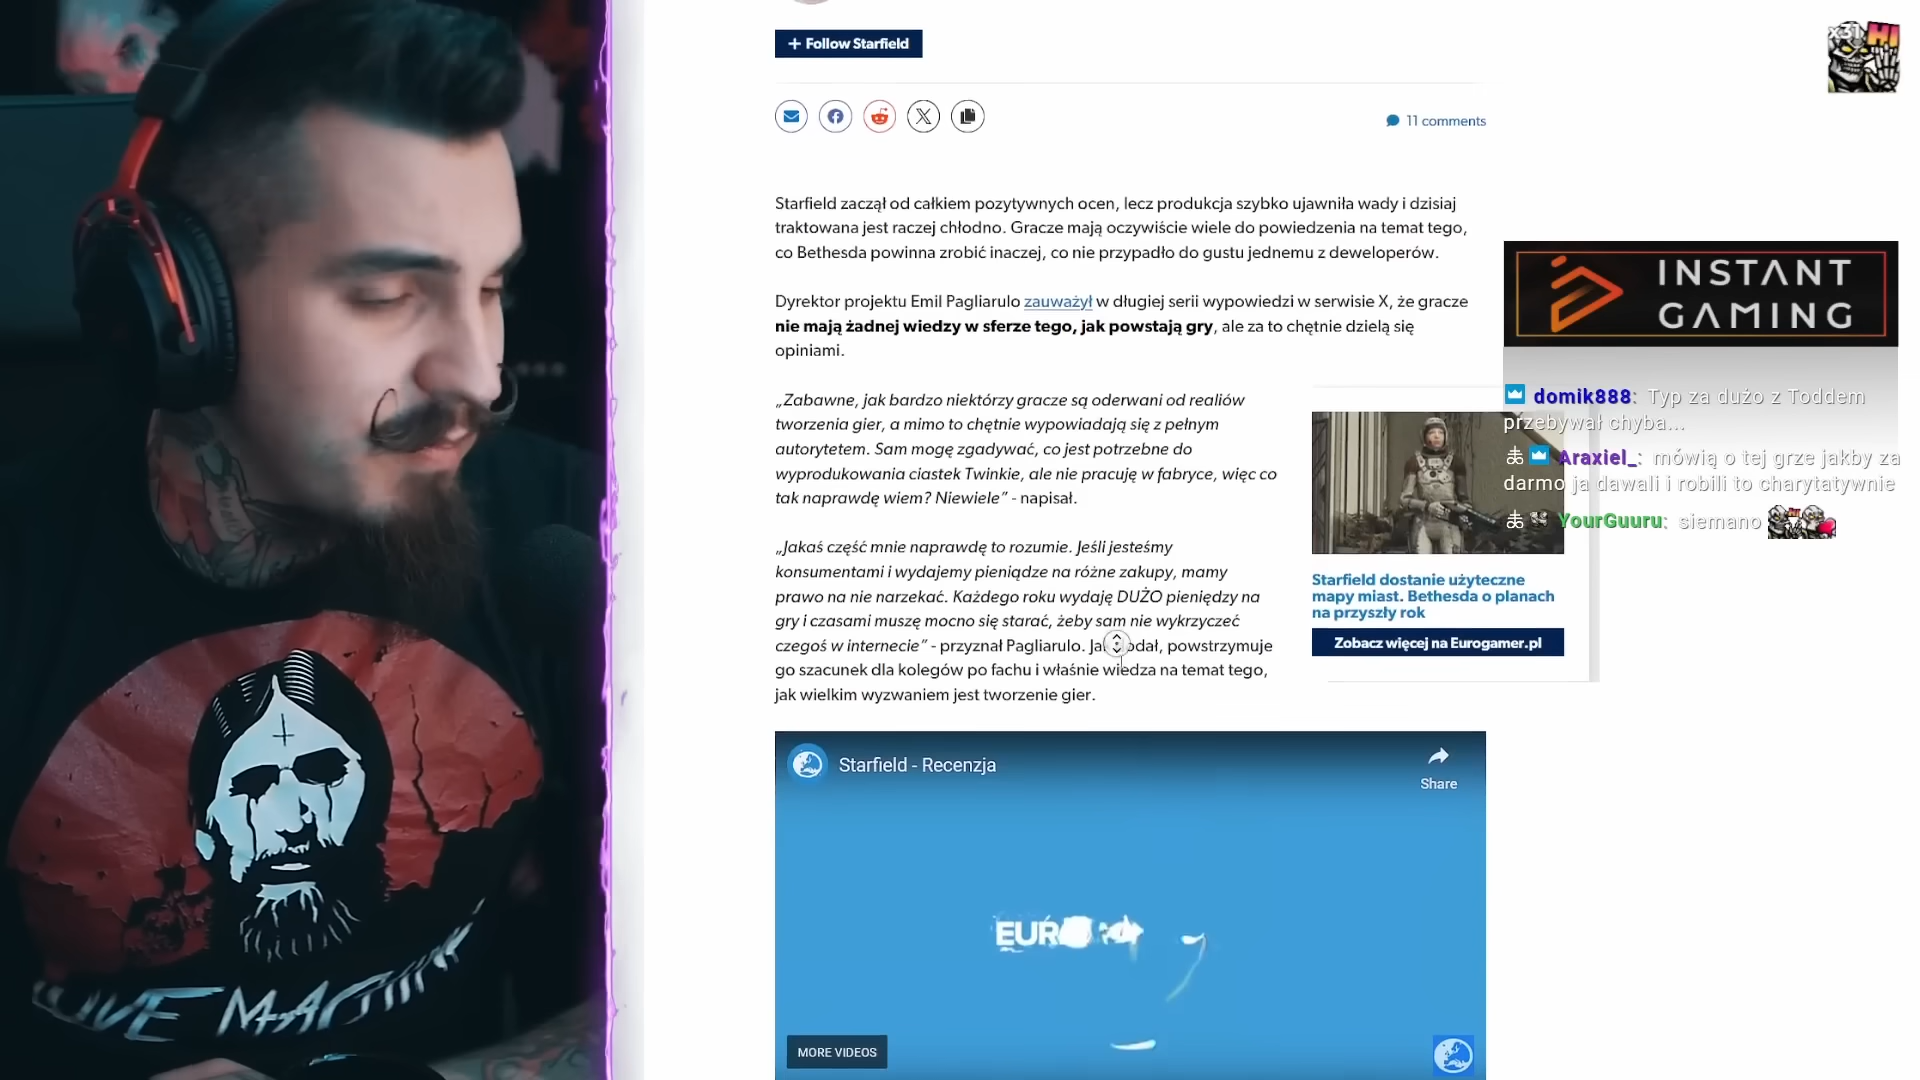 + Follow Starfield
11 comments
Starfield zaczął od całkiem pozytywnych ocen, lecz produkcja szybko ujawniła wady i dzisiaj
traktowana jest raczej chłodno. Gracze mają oczywiście wiele do powiedzenia na temat tego,
co Bethesda powinna zrobić inaczej, co nie przypadło do gustu jednemu z deweloperów.
Dyrektor projektu Emil Pagliarulo zauważył w długiej serii wypowiedzi w serwisie X, że gracze
nie mają żadnej wiedzy w sferze tego, jak powstają gry, ale za to chętnie dzielą się
opiniami.
„Zabawne, jak bardzo niektórzy gracze są oderwani od realiów
tworzenia gier, a mimo to chętnie wypowiadają się z pełnym
autorytetem. Sam mogę zgadywać, co jest potrzebne do
wyprodukowania ciastek Twinkie, ale nie pracuję w fabryce, więc co
tak naprawdę wiem? Niewiele” - napisał.
„Jakaś część mnie naprawdę to rozumie. Jeśli jesteśmy
konsumentami i wydajemy pieniądze na różne zakupy, mamy
prawo na nie narzekać. Każdego roku wydaję DUŻO pieniędzy na
gry i czasami muszę mocno się starać, żeby sam nie wykrzyczeć
czegoś w internecie” - przyznał Pagliarulo. powstrzymuje
go szacunek dla kolegów po fachu i właśnie wiedza na temat tego,
jak wielkim wyzwaniem jest tworzenie gier.
Starfield dostanie użyteczne
mapy miast. Bethesda o planach
na przyszły rok
Zobacz więcej na Eurogamer.pl
Starfield - Recenzja
Share
EUR
MORE VIDEOS
x31 HI
INSTANT
GAMING
domik888: Typ za dużo z Toddem
przebywał chyba...
Araxiel_: mówią o tej grze jakby za
darmo ja dawali i robili to charytatywnie
YourGuuru: siemano